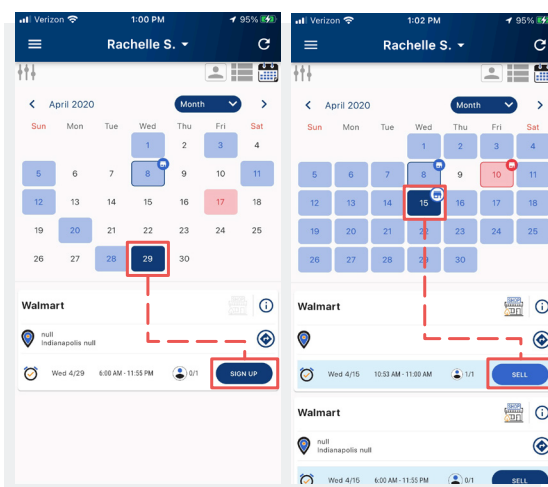 Verizon 1:00 PM 95%
Rachelle S.
April 2020 Month
Sun Mon Tue Wed Thu Fri Sat
1 2 3 4
5 6 7 8 9 10 11
12 13 14 15 16 17 18
19 20 21 22 23 24 25
26 27 28 29 30
Walmart
null
Indianapolis null
Wed 4/29 6:00 AM - 11:55 PM 0/1 SIGN UP
Verizon 1:02 PM 95%
Rachelle S.
April 2020 Month
Sun Mon Tue Wed Thu Fri Sat
1 2 3 4
5 6 7 8 9 10 11
12 13 14 15 16 17 18
19 20 21 22 23 24 25
26 27 28 29 30
Walmart SHOP
Wed 4/15 10:53 AM - 11:00 AM 1/1 SELL
Walmart SHOP
null
Indianapolis null
Wed 4/15 6:00 AM - 11:55 PM 0/1 SELL